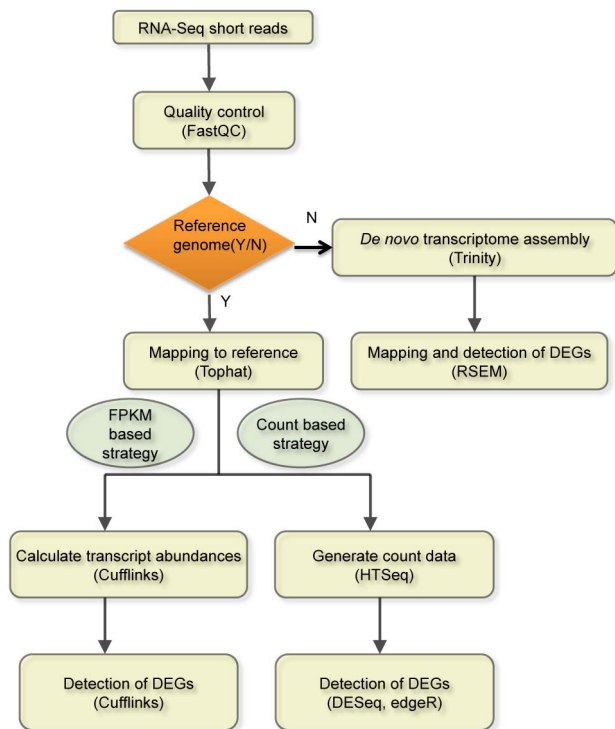 RNA-Seq short reads
Quality control
(FastQC)
Reference
genome(Y/N)
N
De novo transcriptome assembly
(Trinity)
Y
Mapping to reference
(Tophat)
Mapping and detection of DEGs
(RSEM)
FPKM
based
strategy
Count based
strategy
Calculate transcript abundances
(Cufflinks)
Generate count data
(HTSeq)
Detection of DEGs
(Cufflinks)
Detection of DEGs
(DESeq, edgeR)